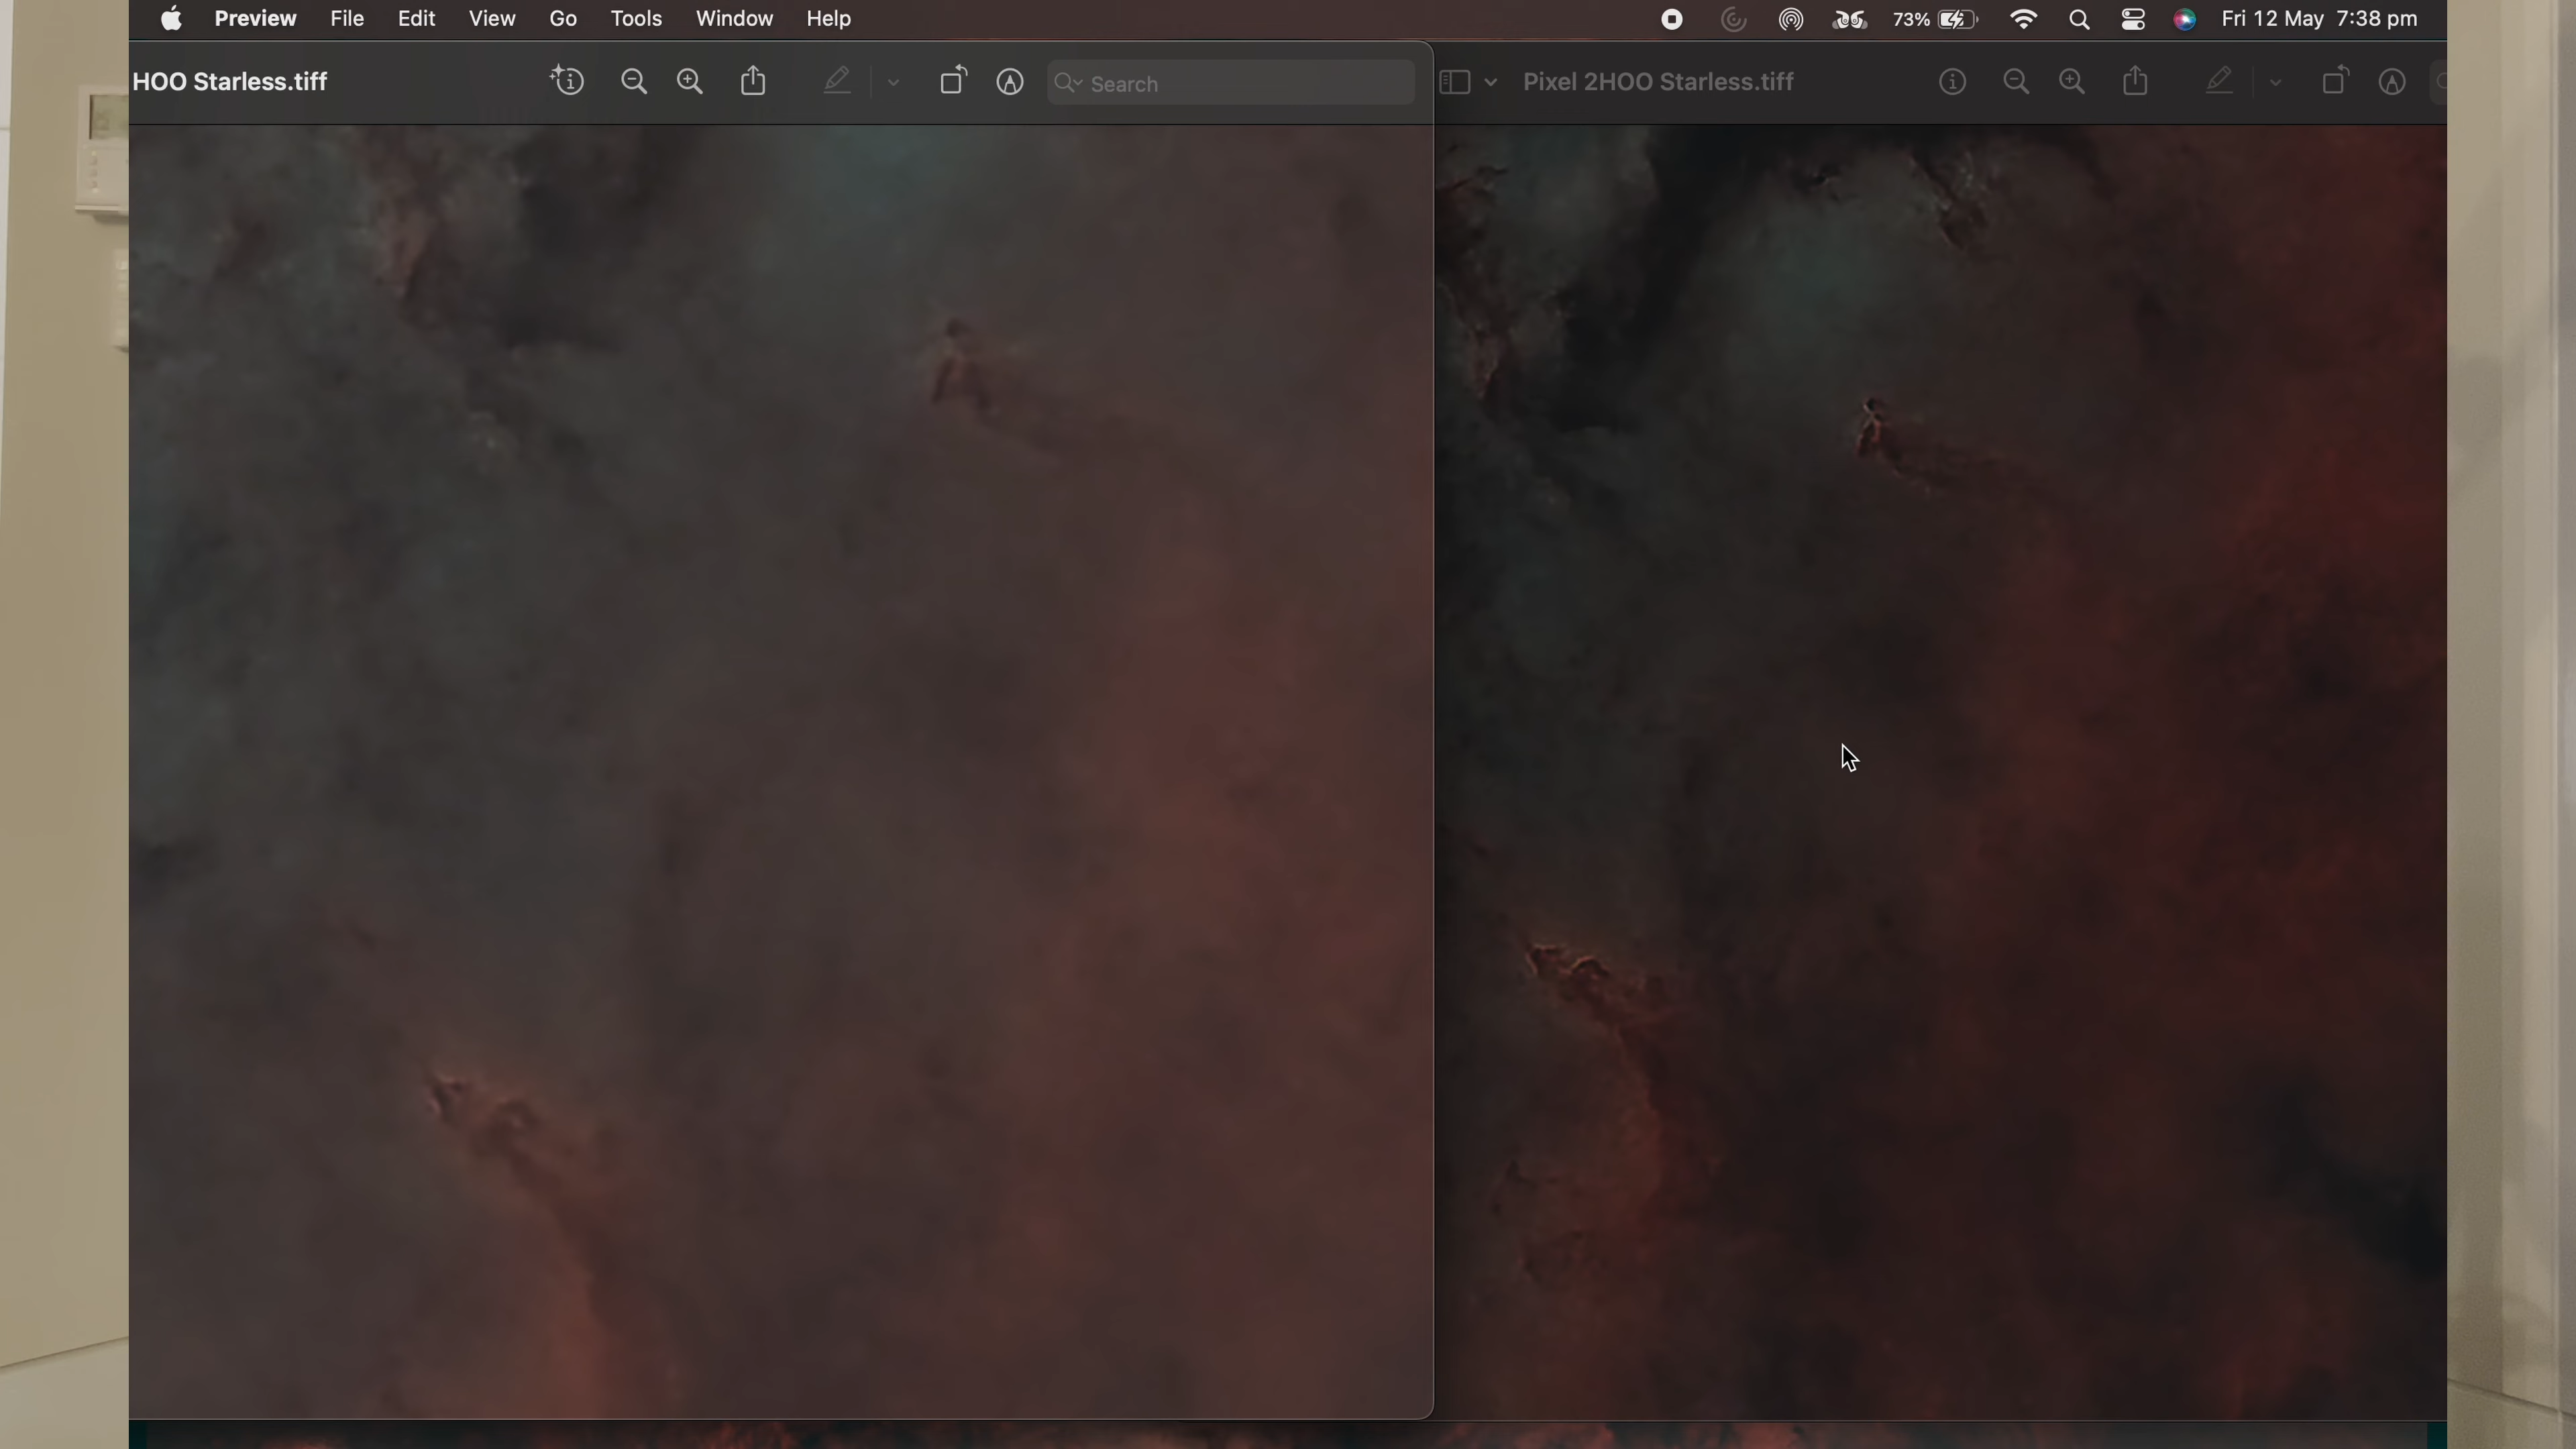 Preview File Edit View Go Tools Window Help 73% Fri 12 May 7:38 pm
HOO Starless.tiff Search Pixel 2HOO Starless.tiff